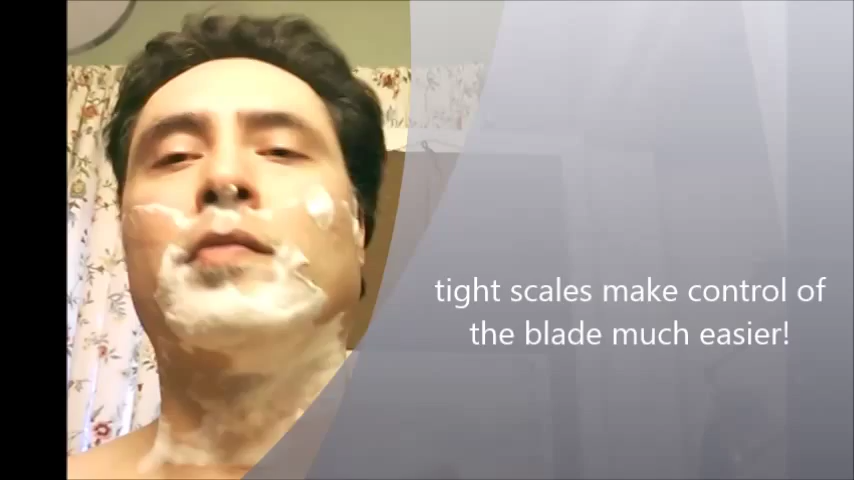 tight scales make control of
the blade much easier!